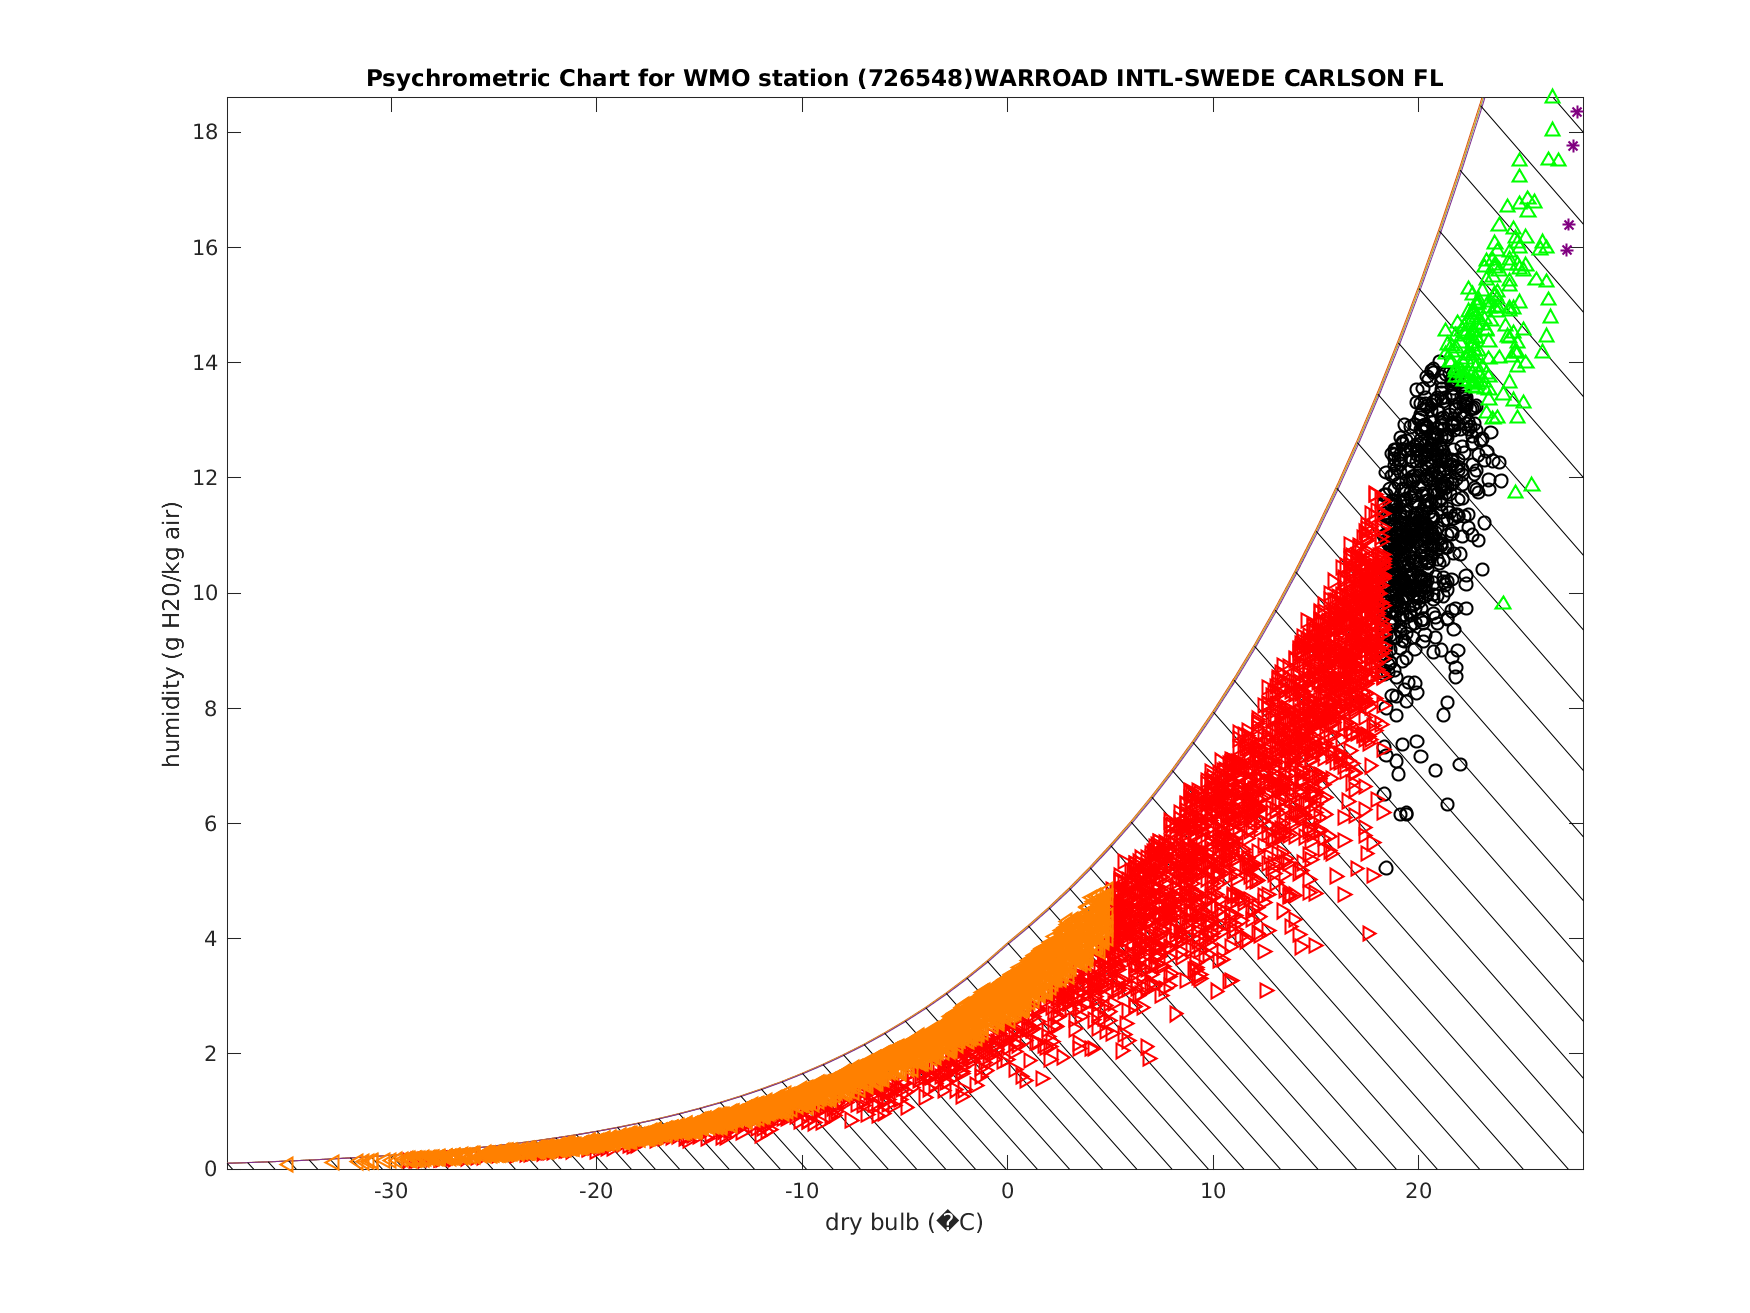 Psychrometric Chart for WMO station (726548)WARROAD INTL-SWEDE CARLSON FL
18
16
14
12
10
8
6
4
2
0
humidity (g H20/kg air)
-30 -20 -10 0 10 20
dry bulb (�C)